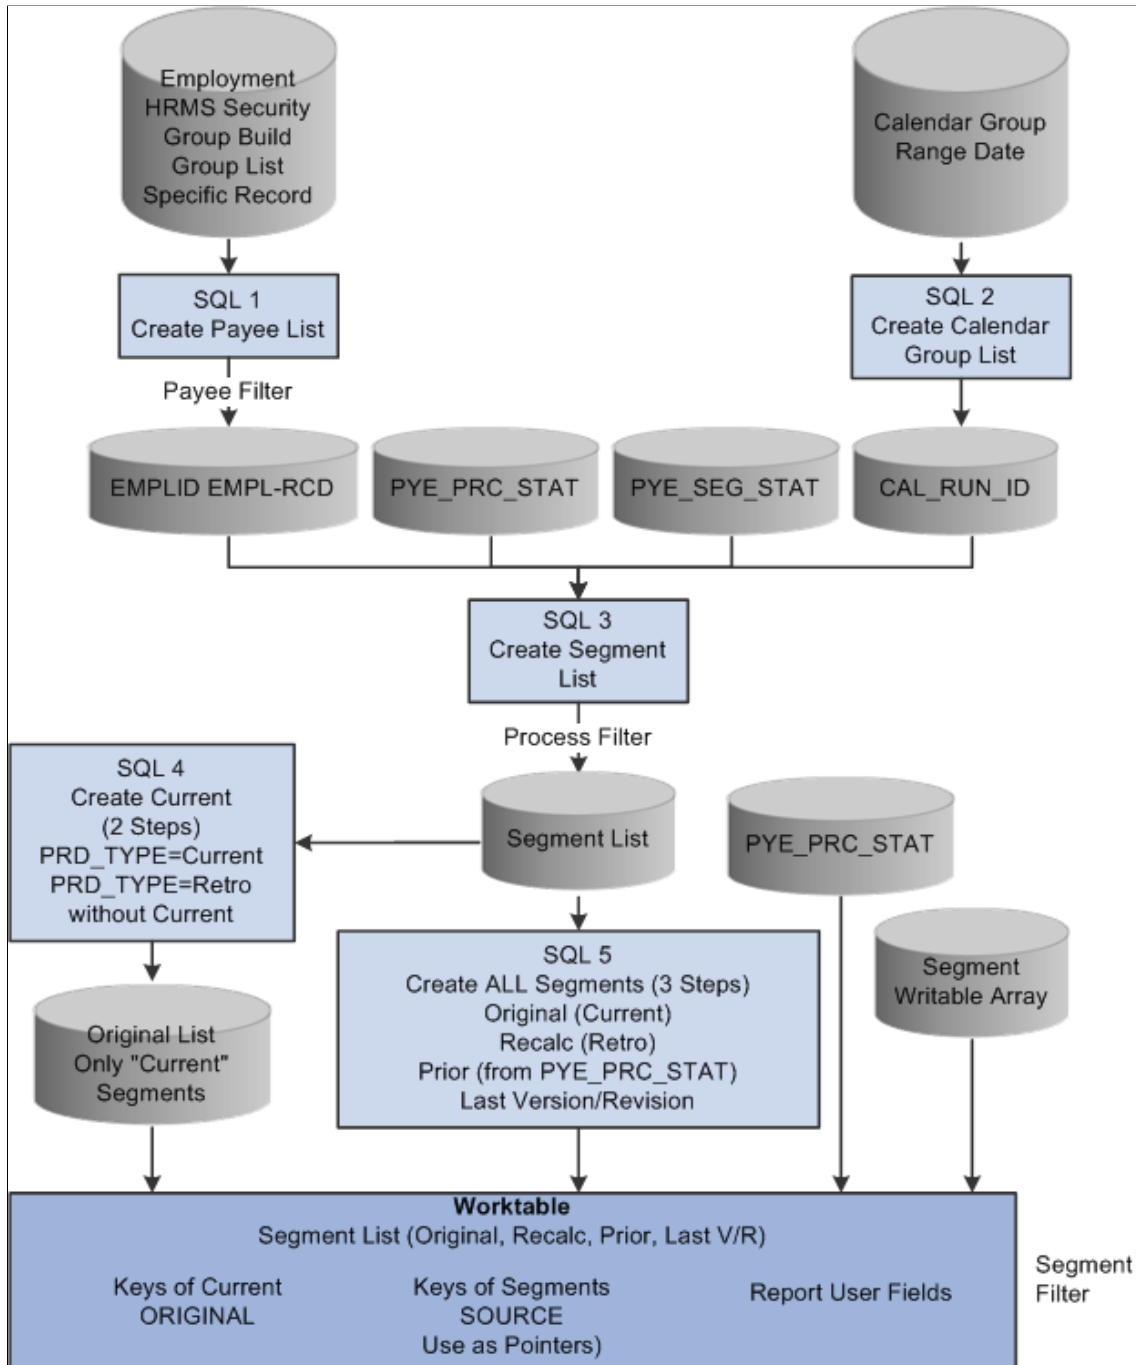 Employment
HRMS Security
Group Build
Group List
Specific Record
Calendar Group
Range Date
SQL 1
Create Payee List
SQL 2
Create Calendar
Group List
Payee Filter
EMPLID EMPL-RCD
PYE_PRC_STAT
PYE_SEG_STAT
CAL_RUN_ID
SQL 3
Create Segment
List
Process Filter
SQL 4
Create Current
(2 Steps)
PRD_TYPE=Current
PRD_TYPE=Retro
without Current
Segment List
PYE_PRC_STAT
SQL 5
Create ALL Segments (3 Steps)
Original (Current)
Recalc (Retro)
Prior (from PYE_PRC_STAT)
Last Version/Revision
Segment
Writable Array
Original List
Only "Current"
Segments
Worktable
Segment List (Original, Recalc, Prior, Last V/R)
Keys of Current
ORIGINAL
Keys of Segments
SOURCE
Use as Pointers)
Report User Fields
Segment
Filter